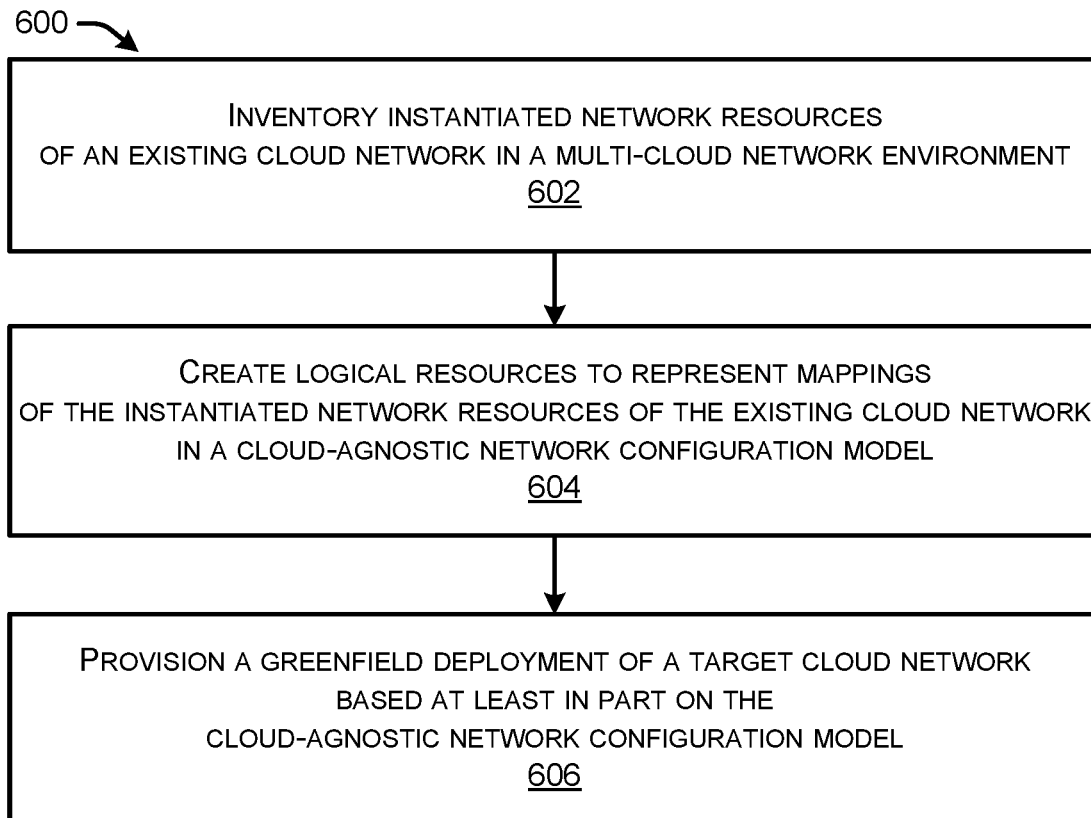 600
INVENTORY INSTANTIATED NETWORK RESOURCES
OF AN EXISTING CLOUD NETWORK IN A MULTI-CLOUD NETWORK ENVIRONMENT
602
CREATE LOGICAL RESOURCES TO REPRESENT MAPPINGS
OF THE INSTANTIATED NETWORK RESOURCES OF THE EXISTING CLOUD NETWORK
IN A CLOUD-AGNOSTIC NETWORK CONFIGURATION MODEL
604
PROVISION A GREENFIELD DEPLOYMENT OF A TARGET CLOUD NETWORK
BASED AT LEAST IN PART ON THE
CLOUD-AGNOSTIC NETWORK CONFIGURATION MODEL
606